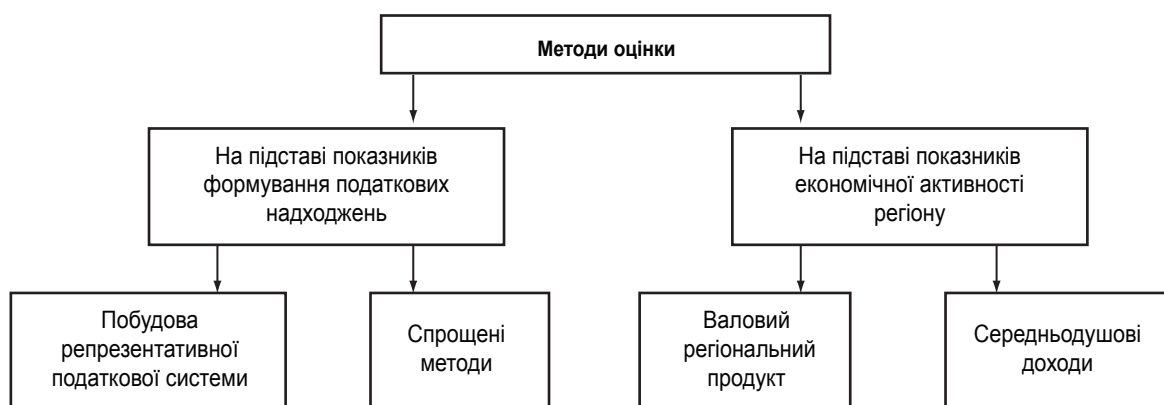 Методи оцінки
На підставі показників
формування податкових
надходжень
На підставі показників
економічної активності
регіону
Побудова
репрезентативної
податкової системи
Спрощені
методи
Валовий
регіональний
продукт
Середньодушові
доходи